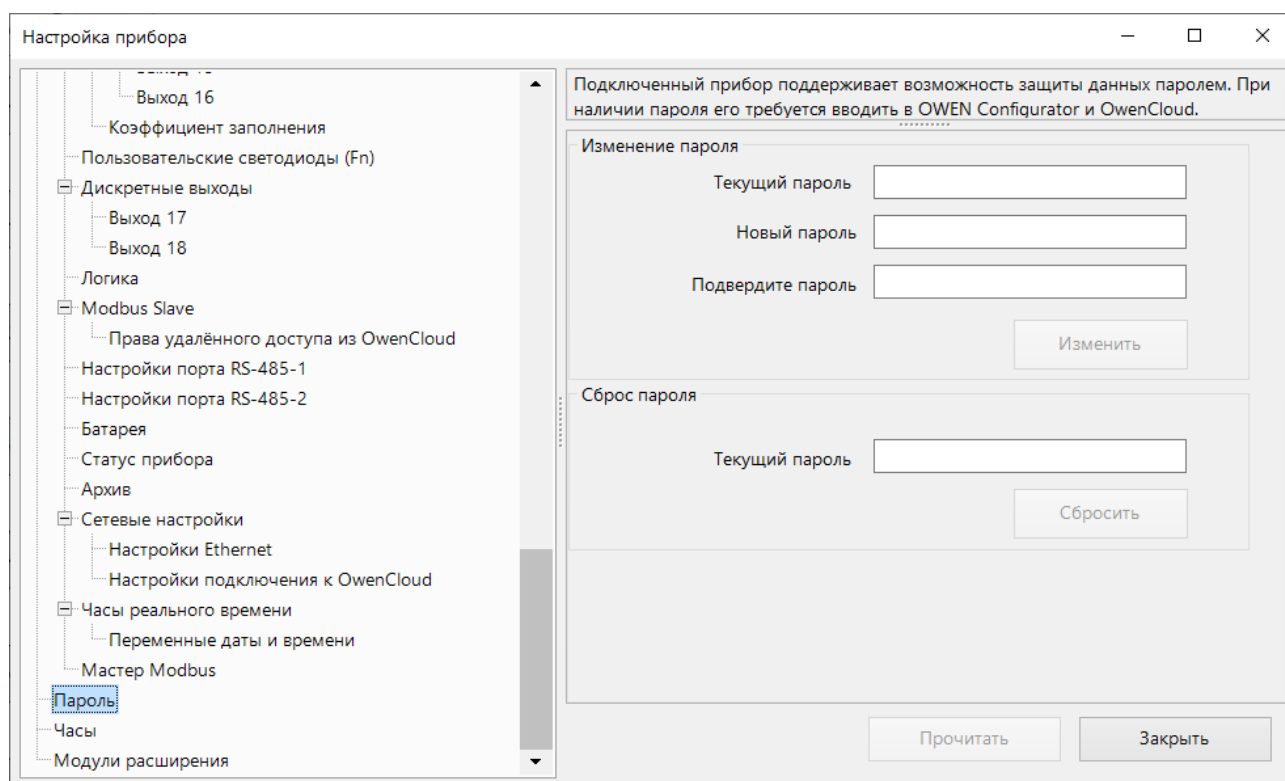 Настройка прибора
Выход 16
Коэффициент заполнения
Пользовательские светодиоды (Fn)
Дискретные выходы
Выход 17
Выход 18
Логика
Modbus Slave
Права удалённого доступа из OwenCloud
Настройки порта RS-485-1
Настройки порта RS-485-2
Батарея
Статус прибора
Архив
Сетевые настройки
Настройки Ethernet
Настройки подключения к OwenCloud
Часы реального времени
Переменные даты и времени
Мастер Modbus
Пароль
Часы
Модули расширения
Подключенный прибор поддерживает возможность защиты данных паролем. При
наличии пароля его требуется вводить в OWEN Configurator и OwenCloud.
Изменение пароля
Текущий пароль
Новый пароль
Подвердите пароль
Изменить
Сброс пароля
Текущий пароль
Сбросить
Прочитать
Закрыть